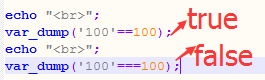 echo "<br>";
var_dump('100'==100); true
echo "<br>";
var_dump('100'===100); false